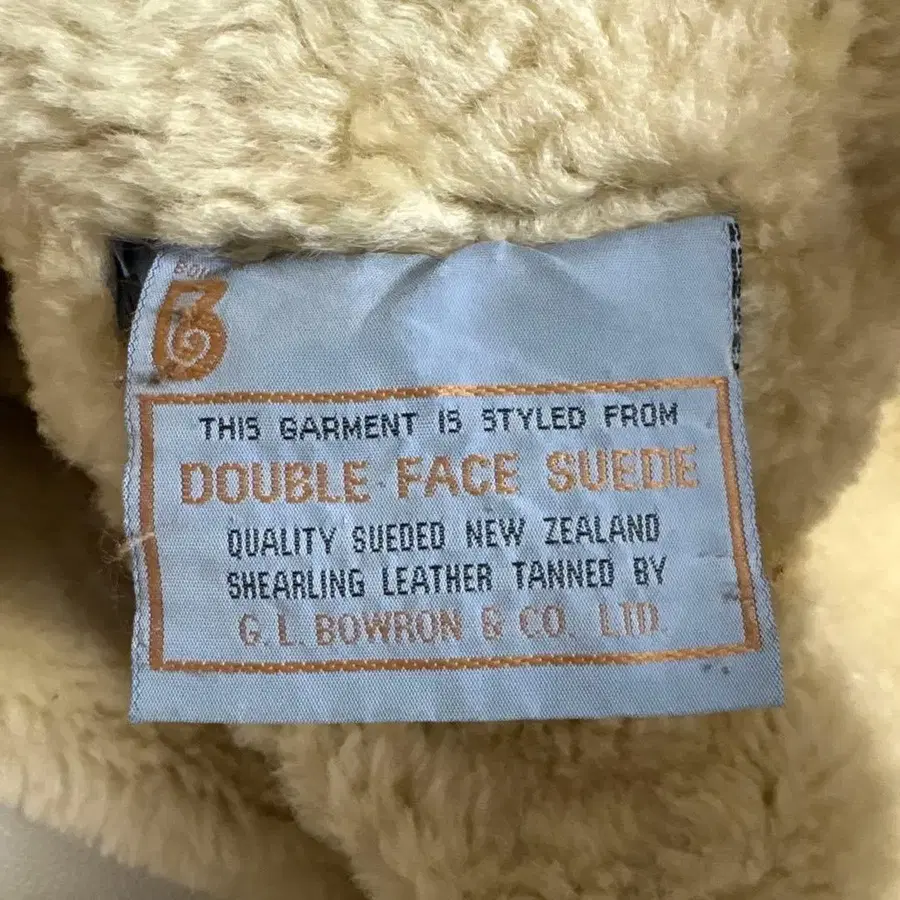 THIS GARMENT IS STYLED FROM
DOUBLE FACE SUEDE
QUALITY SUEDED NEW ZEALAND
SHEARLING LEATHER TANNED BY
G. L. BOWRON & CO. LTD.